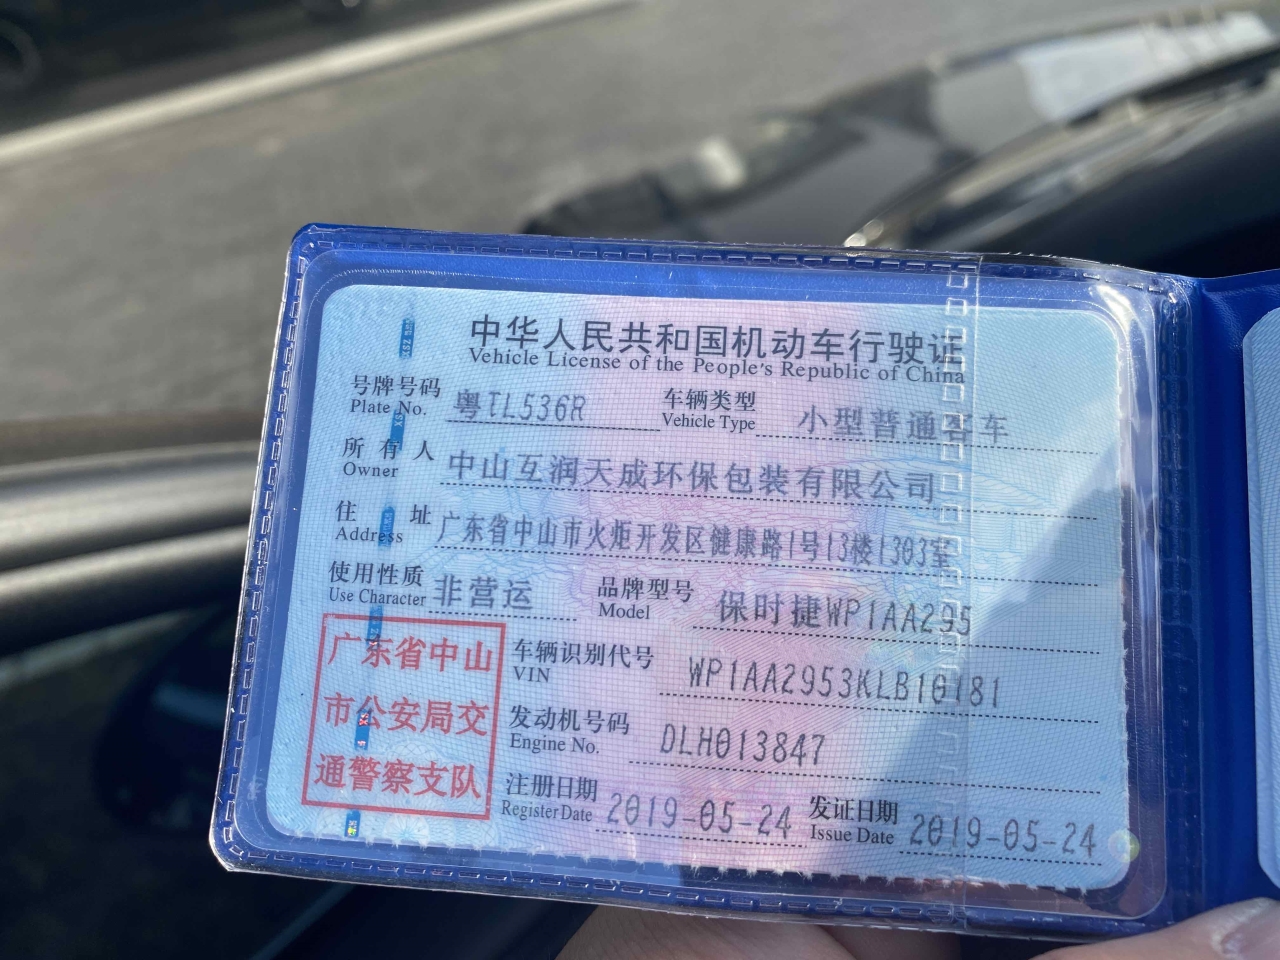 中华人民共和国机动车行驶证
Vehicle License of the People's Republic of China
号牌号码 粤TL536R 车辆类型 小型普通客车
Plate No. Vehicle Type
所有人 中山互润天成环保包装有限公司
Owner
住址 广东省中山市火炬开发区健康路1号13楼1303室
Address
使用性质 非营运 品牌型号 保时捷WP1AA295
Use Character Model
车辆识别代号 WP1AA2953KLB10181
VIN
发动机号码 DLH013847
Engine No.
注册日期 2019-05-24 发证日期 2019-05-24
Register Date Issue Date
广东省中山
市公安局交
通警察支队